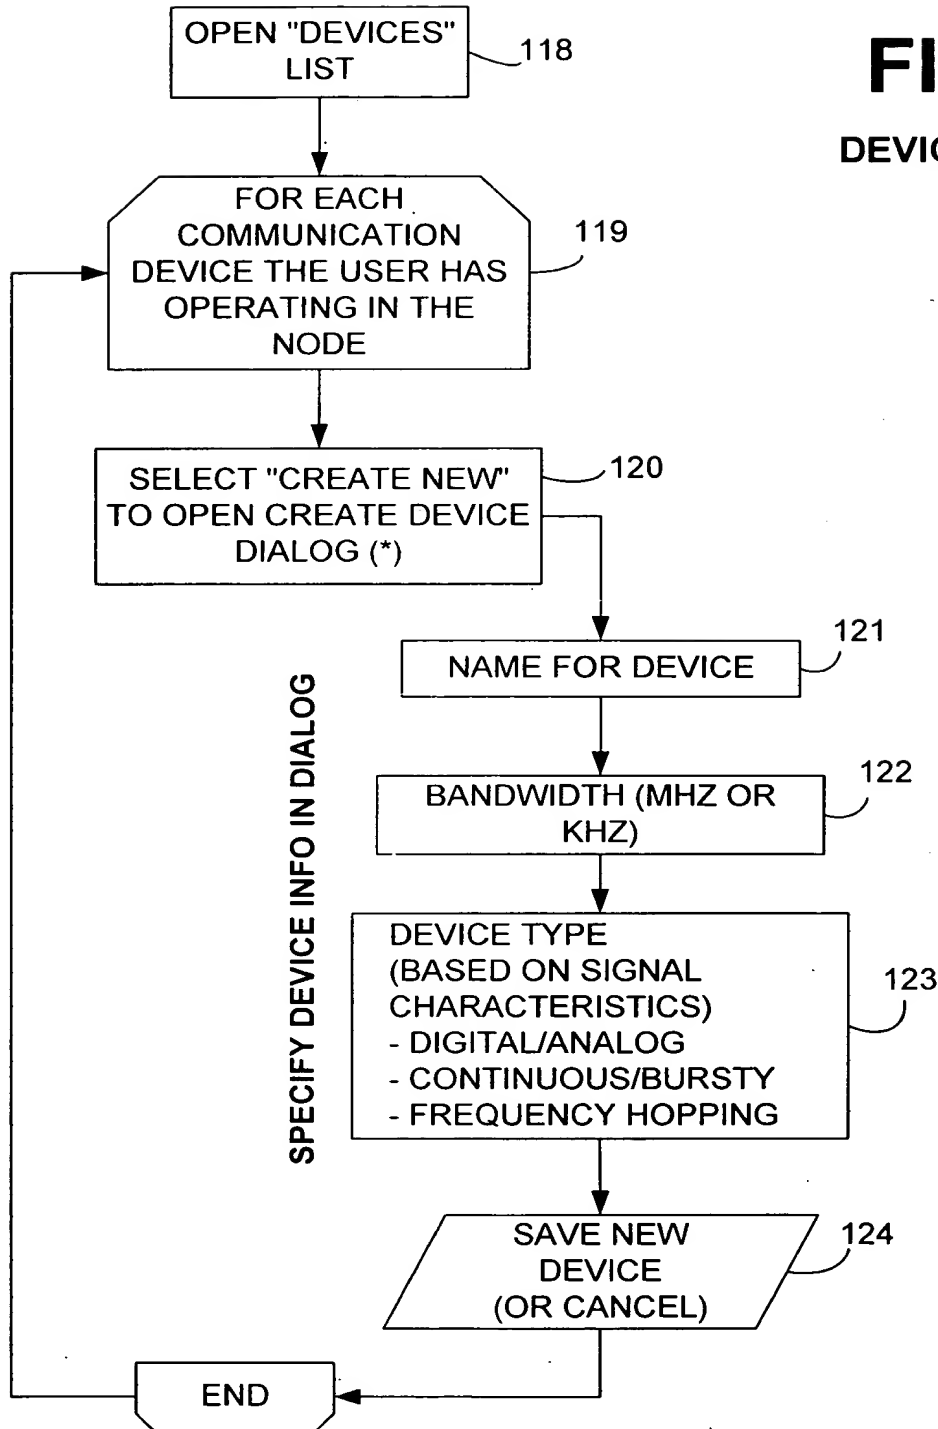 OPEN "DEVICES"
LIST
118
FI
DEVIC
FOR EACH
COMMUNICATION
DEVICE THE USER HAS
OPERATING IN THE
NODE
119
SELECT "CREATE NEW"
TO OPEN CREATE DEVICE
DIALOG (*)
120
NAME FOR DEVICE
121
SPECIFY DEVICE INFO IN DIALOG
BANDWIDTH (MHZ OR
KHZ)
122
DEVICE TYPE
(BASED ON SIGNAL
CHARACTERISTICS)
- DIGITAL/ANALOG
- CONTINUOUS/BURSTY
- FREQUENCY HOPPING
123
SAVE NEW
DEVICE
(OR CANCEL)
124
END